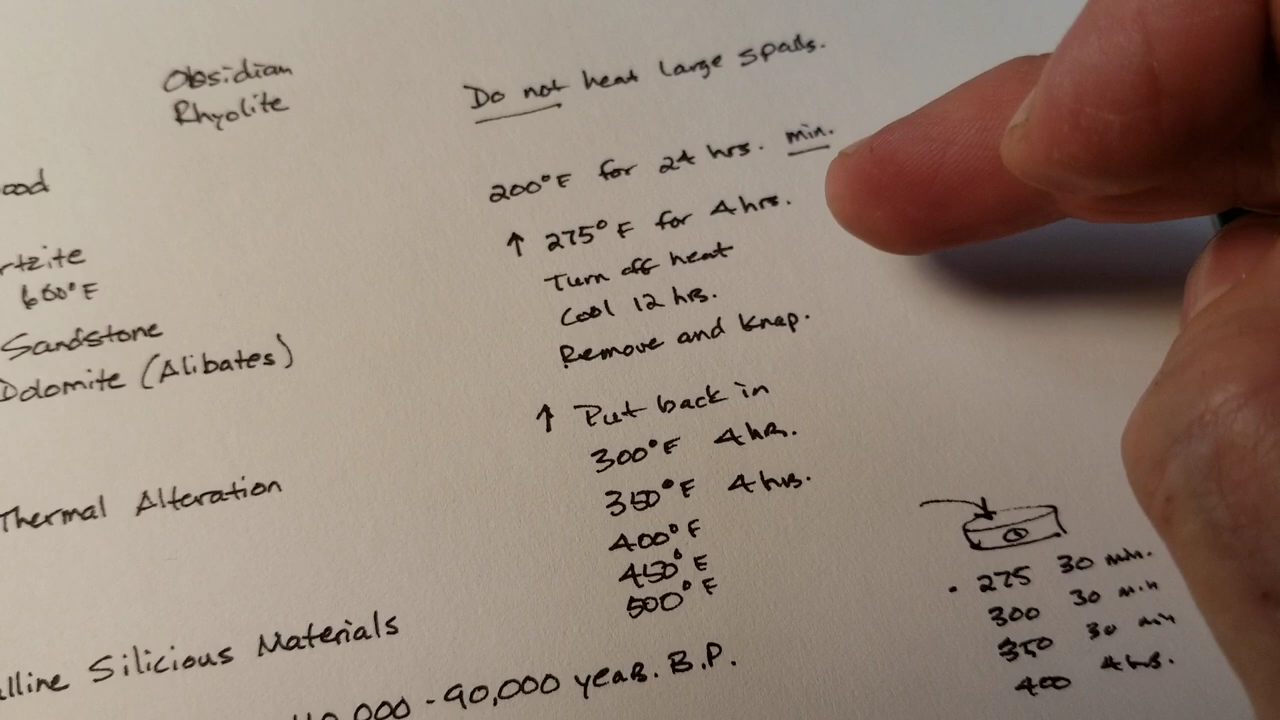 Obsidian
Rhyolite
ood
rtzite
600°F
Sandstone
Dolomite (Alibates)
Thermal Alteration
lline Silicious Materials
40,000 - 90,000 years. B.P.
Do not heat large spalls.
200°F for 24 hrs. min.
↑ 275° F for 4 hrs.
Turn off heat
Cool 12 hrs.
Remove and Knap.
↑ Put back in
300°F 4 hr.
350°F 4 hrs.
400°F
450°F
500°F
. 275 30 min.
300 30 min
350 30 min
400 4 hrs.